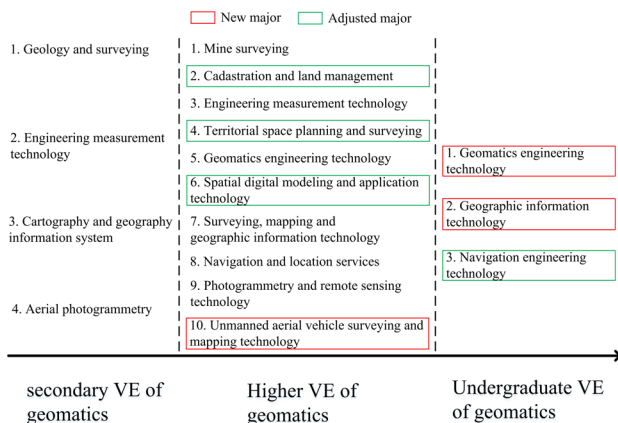 New major
Adjusted major
1. Geology and surveying
2. Engineering measurement
technology
3. Cartography and geography
information system
4. Aerial photogrammetry
1. Mine surveying
2. Cadastration and land management
3. Engineering measurement technology
4. Territorial space planning and surveying
5. Geomatics engineering technology
6. Spatial digital modeling and application
technology
7. Surveying, mapping and
geographic information technology
8. Navigation and location services
9. Photogrammetry and remote sensing
technology
10. Unmanned aerial vehicle surveying and
mapping technology
1. Geomatics engineering
technology
2. Geographic information
technology
3. Navigation engineering
technology
secondary VE of
geomatics
Higher VE of
geomatics
Undergraduate VE
of geomatics